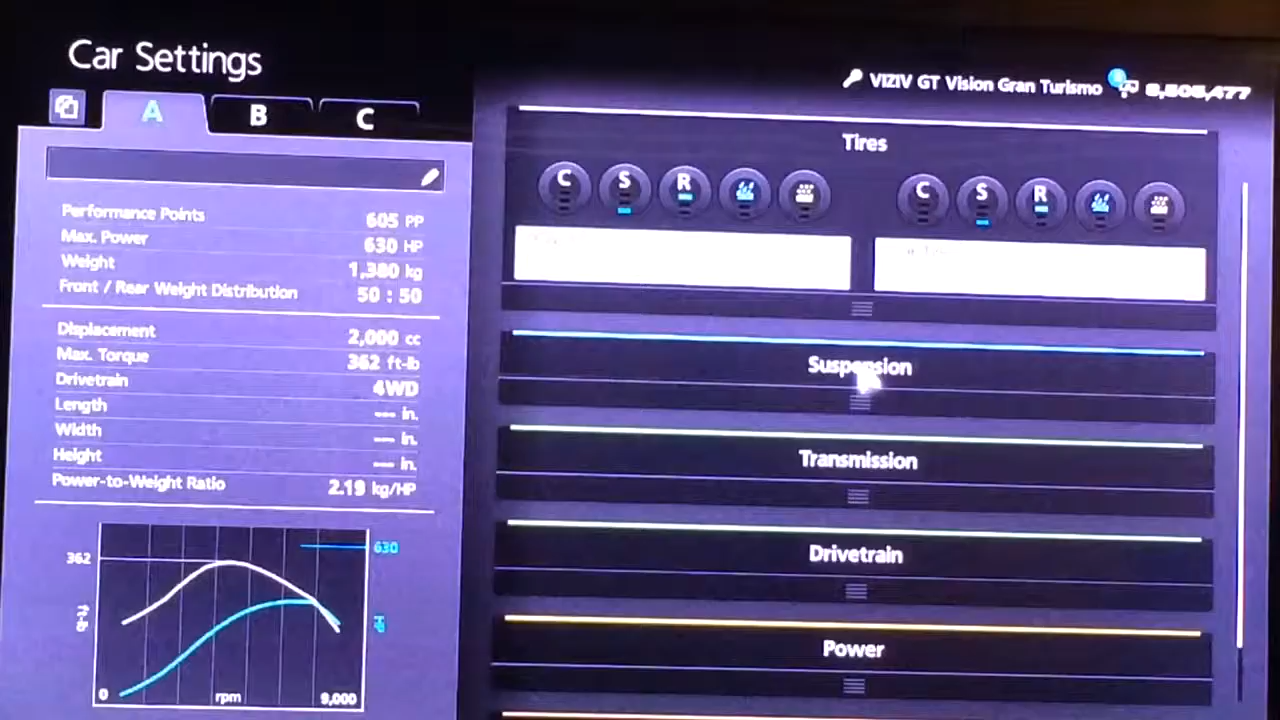 Car Settings
VIZIV GT Vision Gran Turismo
A
B
C
Performance Points 605 PP
Max. Power 630 HP
Weight 1,380 kg
Front / Rear Weight Distribution 50 : 50
Displacement 2,000 cc
Max. Torque 362 ft-lb
Drivetrain 4WD
Length --- in.
Width --- in.
Height --- in.
Power-to-Weight Ratio 2.19 kg/HP
362
630
ft-lb
0 rpm 9,000
Tires
C S R
C S R
Suspension
Transmission
Drivetrain
Power